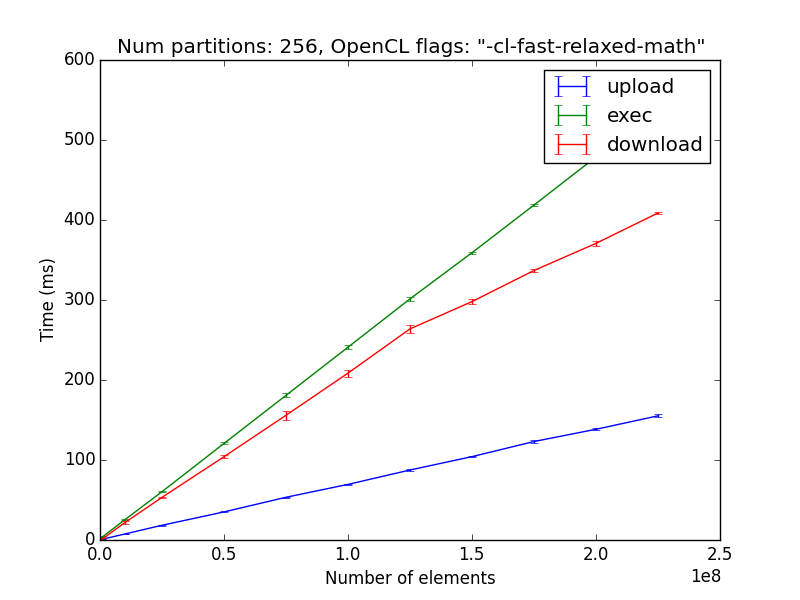 Num partitions: 256, OpenCL flags: "-cl-fast-relaxed-math"
600
500
400
300
200
100
0
Time (ms)
upload
exec
download
0.0 0.5 1.0 1.5 2.0 2.5
1e8
Number of elements